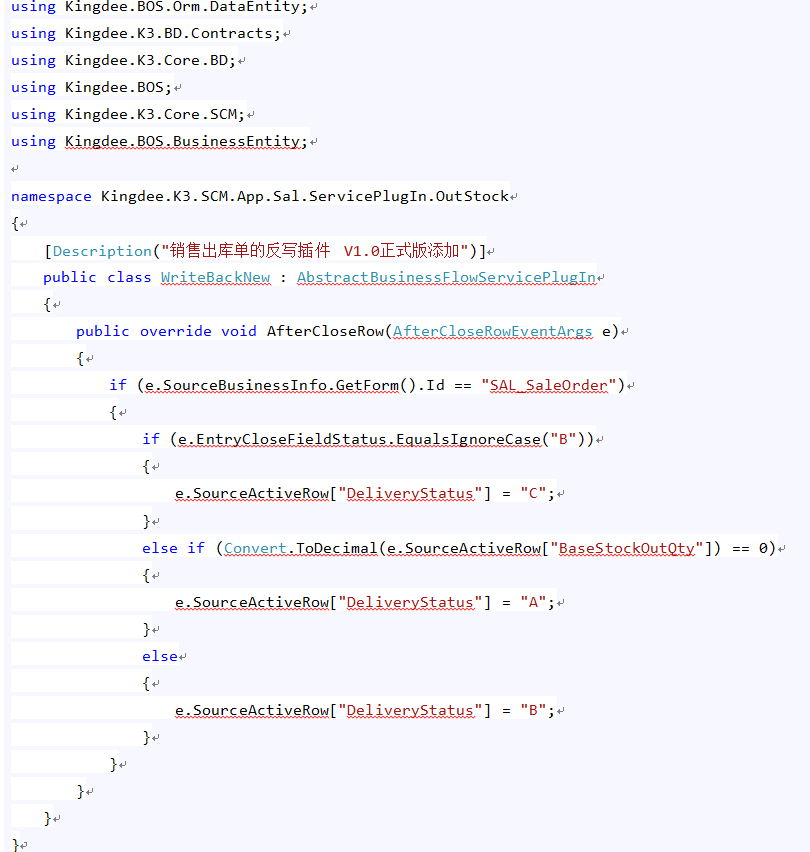 using Kingdee.BOS.Orm.DataEntity;
using Kingdee.K3.BD.Contracts;
using Kingdee.K3.Core.BD;
using Kingdee.BOS;
using Kingdee.K3.Core.SCM;
using Kingdee.BOS.BusinessEntity;

namespace Kingdee.K3.SCM.App.Sal.ServicePlugIn.OutStock
{
    [Description("销售出库单的反写插件  V1.0正式版添加")]
    public class WriteBackNew : AbstractBusinessFlowServicePlugIn
    {
        public override void AfterCloseRow(AfterCloseRowEventArgs e)
        {
            if (e.SourceBusinessInfo.GetForm().Id == "SAL_SaleOrder")
            {
                if (e.EntryCloseFieldStatus.EqualsIgnoreCase("B"))
                {
                    e.SourceActiveRow["DeliveryStatus"] = "C";
                }
                else if (Convert.ToDecimal(e.SourceActiveRow["BaseStockOutQty"]) == 0)
                {
                    e.SourceActiveRow["DeliveryStatus"] = "A";
                }
                else
                {
                    e.SourceActiveRow["DeliveryStatus"] = "B";
                }
            }
        }
    }
}